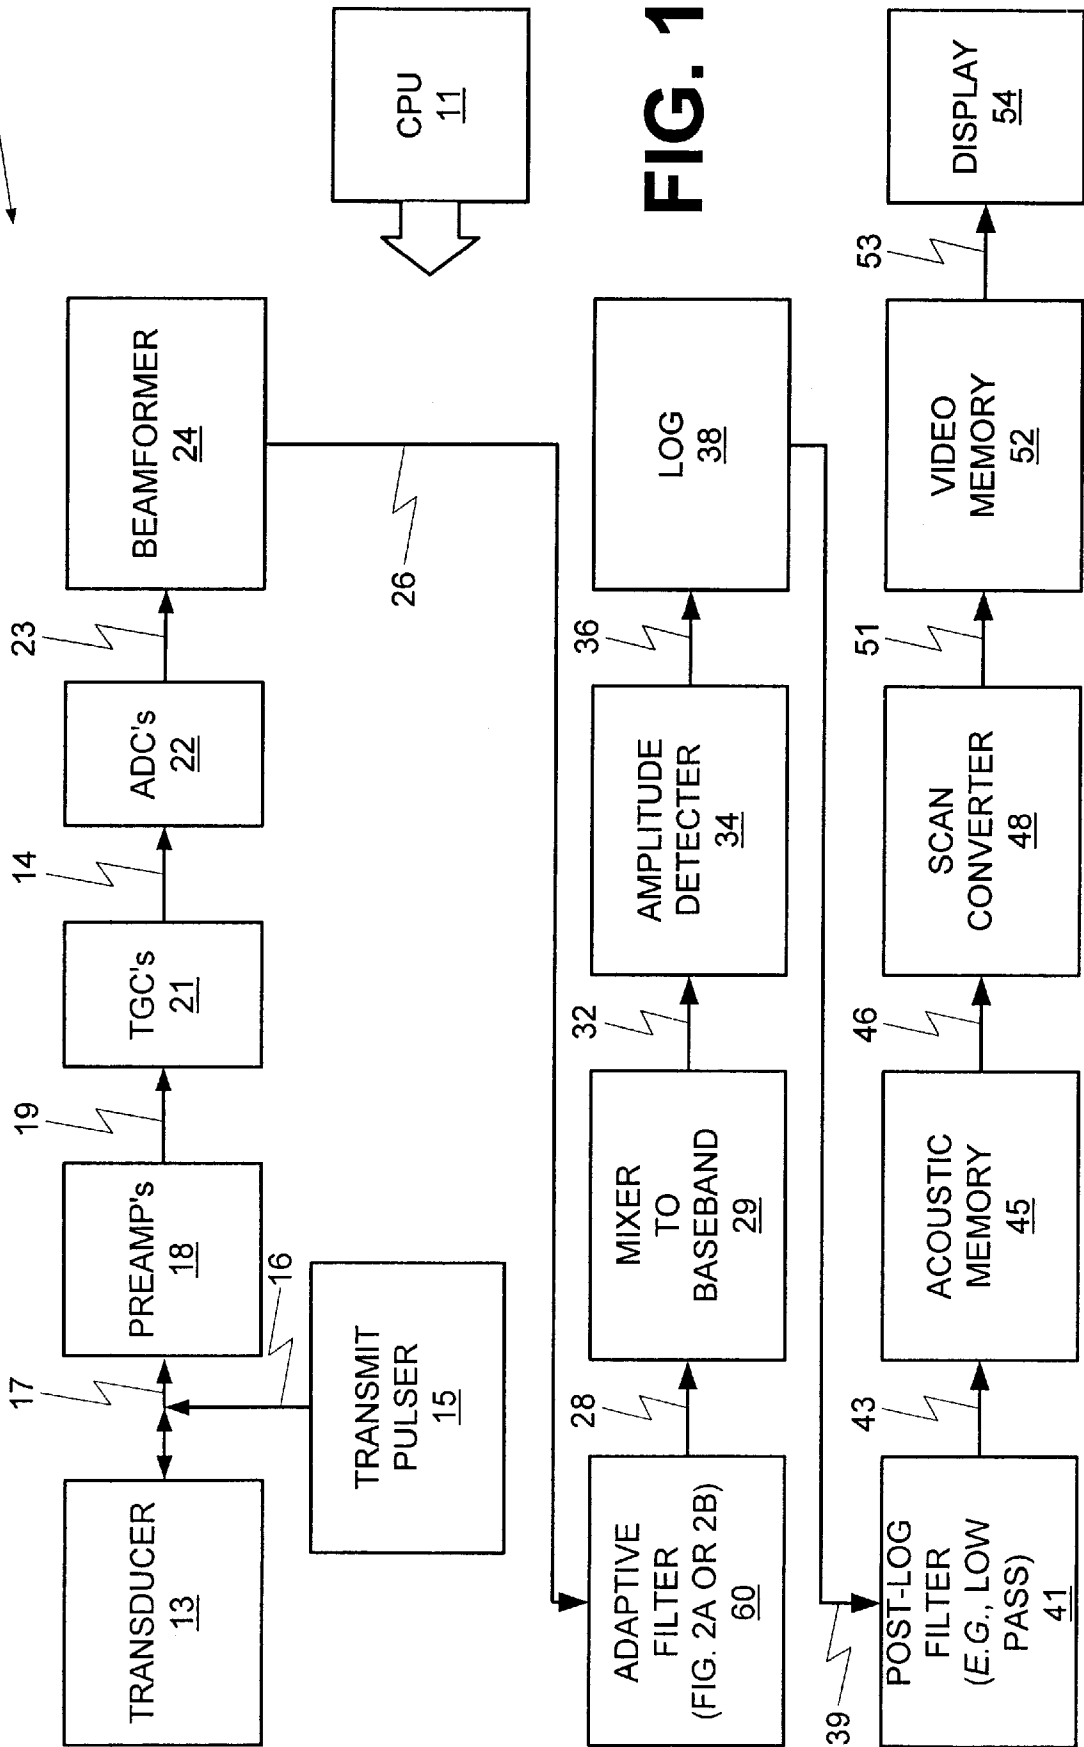 TRANSDUCER
13
17
PREAMP's
18
19
TGC's
21
14
ADC's
22
23
BEAMFORMER
24
TRANSMIT
PULSER
15
16
26
CPU
11
ADAPTIVE
FILTER
(FIG. 2A OR 2B)
60
28
MIXER
TO
BASEBAND
29
32
AMPLITUDE
DETECTER
34
36
LOG
38
FIG. 1
39
POST-LOG
FILTER
(E.G., LOW
PASS)
41
43
ACOUSTIC
MEMORY
45
46
SCAN
CONVERTER
48
51
VIDEO
MEMORY
52
53
DISPLAY
54